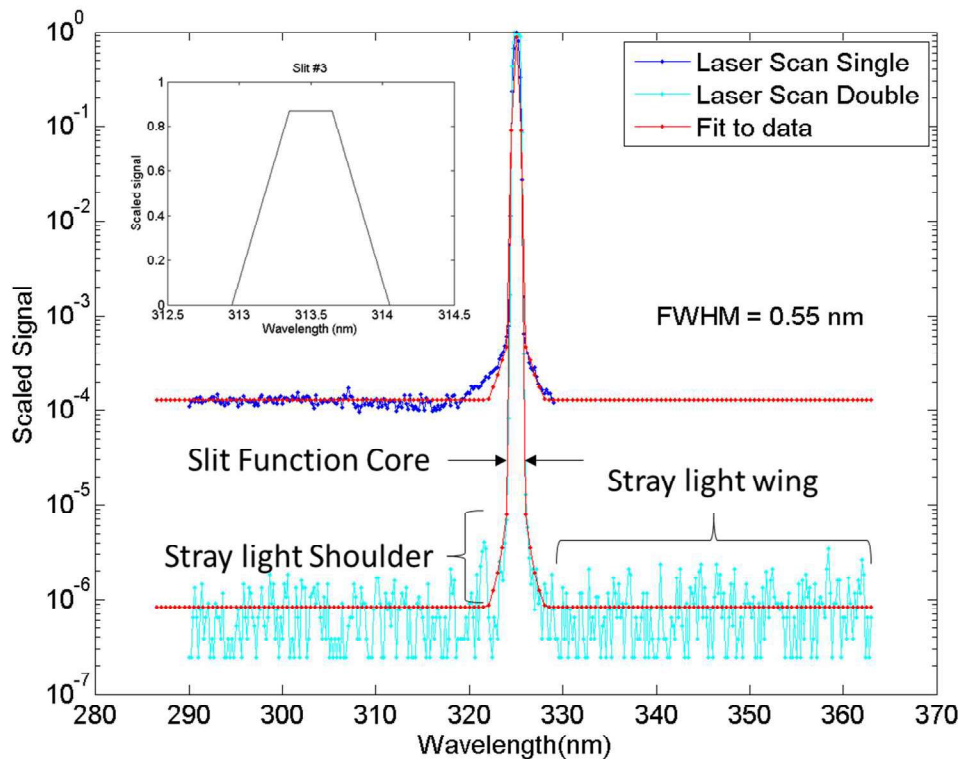 10^0
10^-1
10^-2
10^-3
10^-4
10^-5
10^-6
10^-7
Scaled Signal
280 290 300 310 320 330 340 350 360 370
Wavelength(nm)
Laser Scan Single
Laser Scan Double
Fit to data
Slit #3
1
0.8
0.6
0.4
0.2
0
Scaled signal
312.5 313 313.5 314 314.5
Wavelength (nm)
FWHM = 0.55 nm
Slit Function Core
Stray light wing
Stray light Shoulder